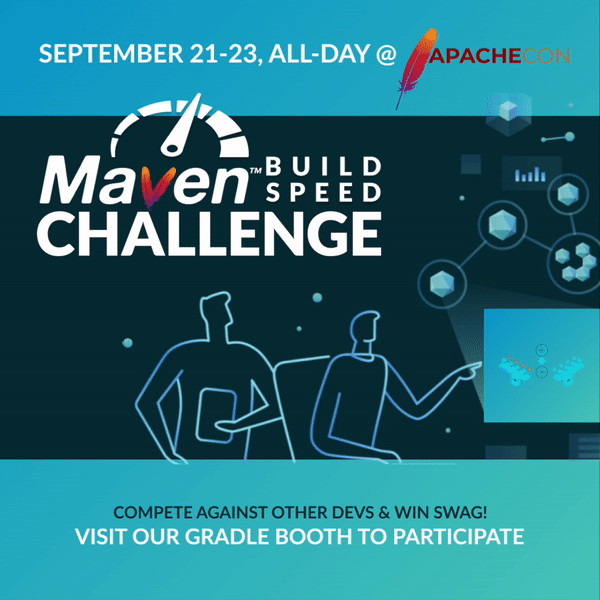 SEPTEMBER 21-23, ALL-DAY @ APACHECON
Maven™ BUILD
SPEED
CHALLENGE
COMPETE AGAINST OTHER DEVS & WIN SWAG!
VISIT OUR GRADLE BOOTH TO PARTICIPATE